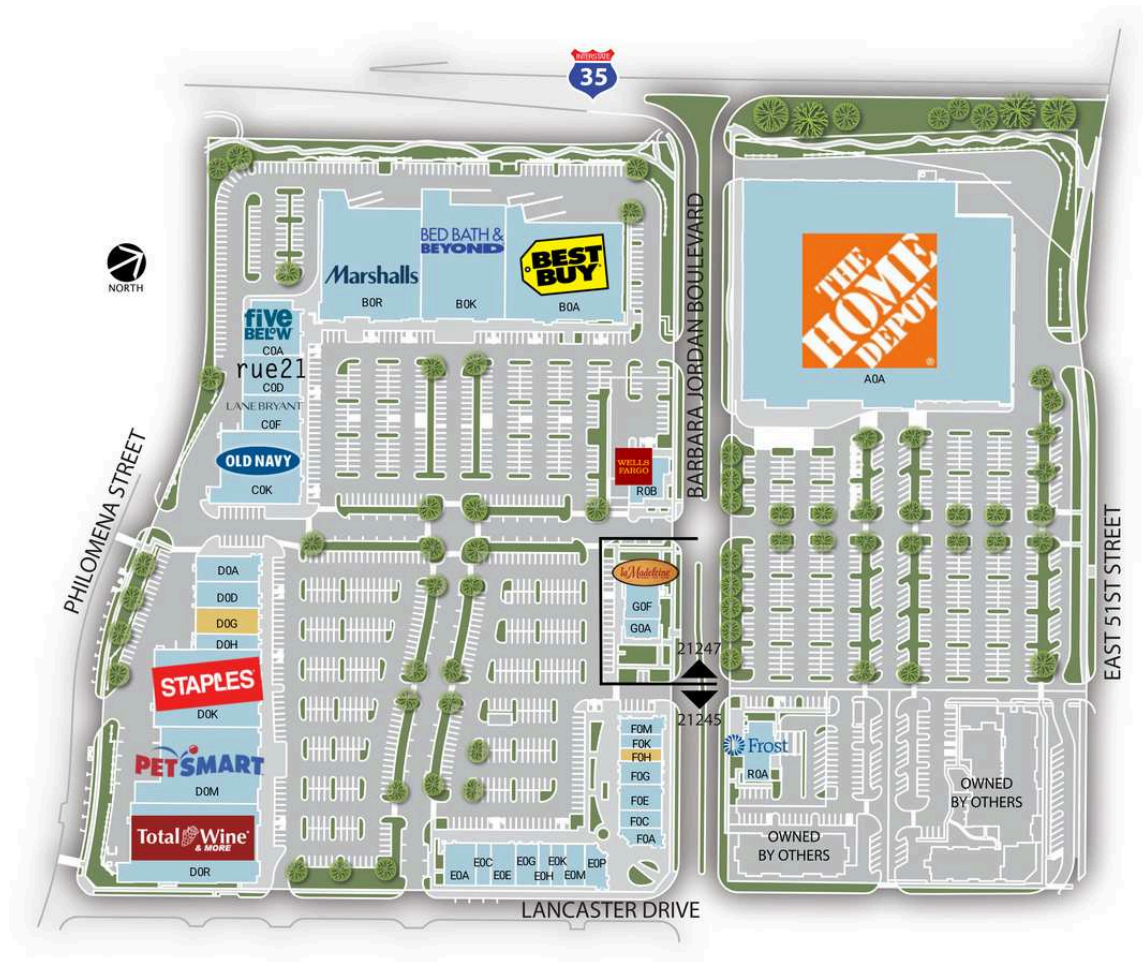 INTERSTATE
35
NORTH
BED BATH &
BEYOND
BEST
BUY
Marshalls
B0R
B0K
B0A
THE
HOME
DEPOT
A0A
BARBARA JORDAN BOULEVARD
five
BEL°W
C0A
rue21
C0D
LANE BRYANT
C0F
OLD NAVY
C0K
WELLS
FARGO
R0B
PHILOMENA STREET
EAST 51ST STREET
D0A
D0D
D0G
D0H
STAPLES
D0K
PETSMART
D0M
Total Wine
& MORE
D0R
la Madeleine
G0F
G0A
21247
21245
F0M
F0K
F0H
F0G
F0E
F0C
F0A
Frost
R0A
OWNED
BY OTHERS
OWNED
BY OTHERS
E0A
E0C
E0E
E0G
E0H
E0K
E0M
E0P
LANCASTER DRIVE